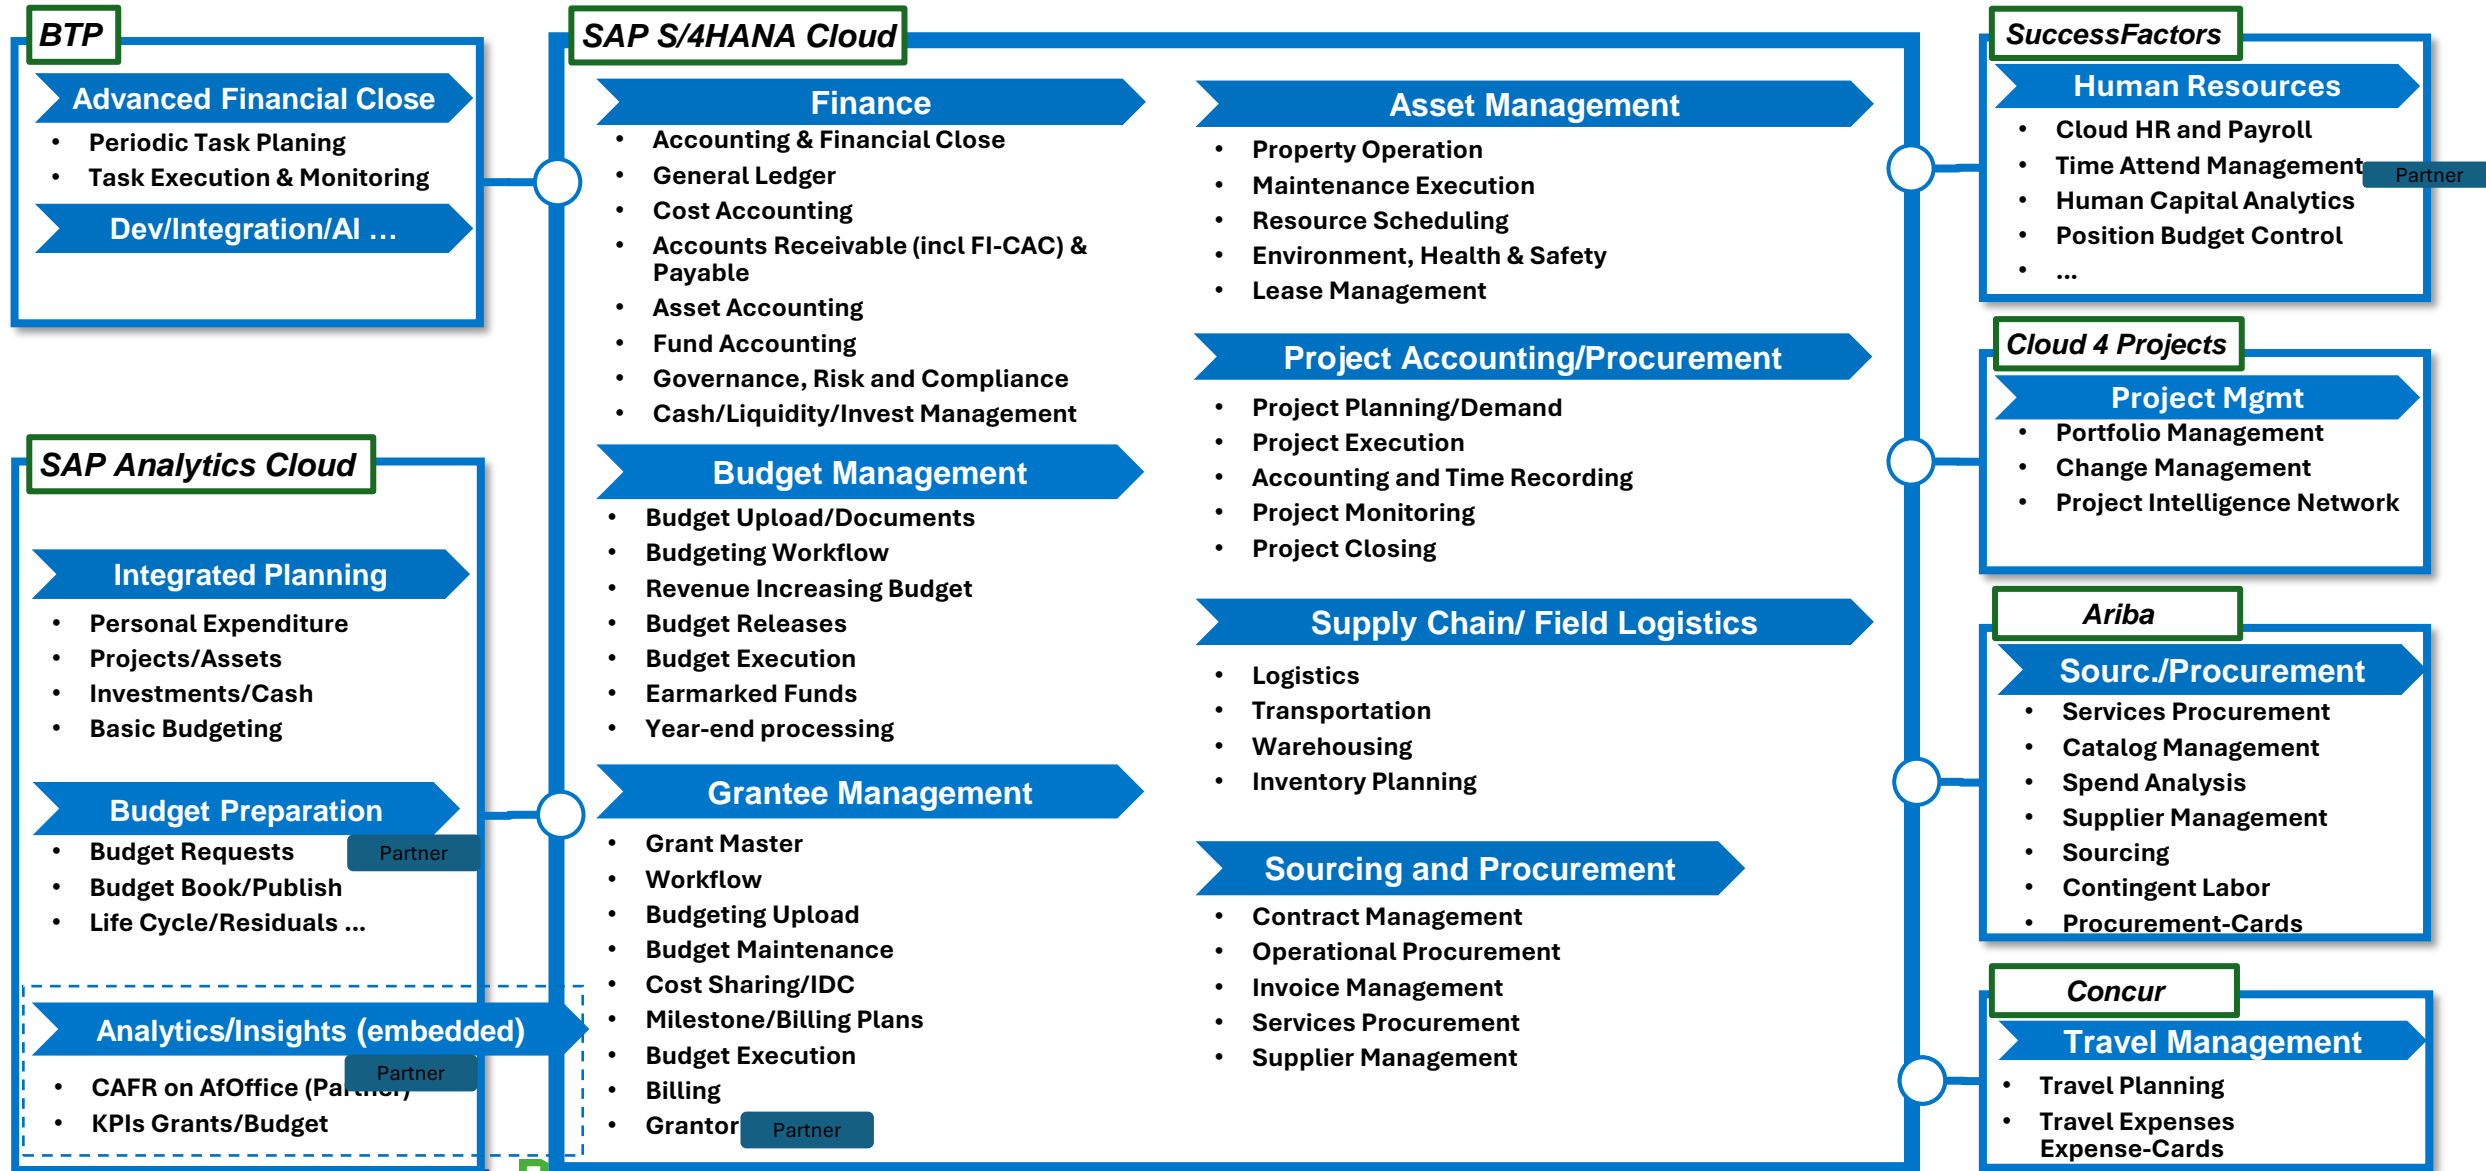 BTP
Advanced Financial Close
• Periodic Task Planing
• Task Execution & Monitoring
Dev/Integration/AI ...
SAP Analytics Cloud
Integrated Planning
• Personal Expenditure
• Projects/Assets
• Investments/Cash
• Basic Budgeting
Budget Preparation
• Budget Requests
Partner
• Budget Book/Publish
• Life Cycle/Residuals ...
Analytics/Insights (embedded)
Partner
• CAFR on AfOffice (Partner)
• KPIs Grants/Budget
SAP S/4HANA Cloud
Finance
• Accounting & Financial Close
• General Ledger
• Cost Accounting
• Accounts Receivable (incl FI-CAC) &
Payable
• Asset Accounting
• Fund Accounting
• Governance, Risk and Compliance
• Cash/Liquidity/Invest Management
Budget Management
• Budget Upload/Documents
• Budgeting Workflow
• Revenue Increasing Budget
• Budget Releases
• Budget Execution
• Earmarked Funds
• Year-end processing
Grantee Management
• Grant Master
• Workflow
• Budgeting Upload
• Budget Maintenance
• Cost Sharing/IDC
• Milestone/Billing Plans
• Budget Execution
• Billing
• Grantor
Partner
Asset Management
• Property Operation
• Maintenance Execution
• Resource Scheduling
• Environment, Health & Safety
• Lease Management
Project Accounting/Procurement
• Project Planning/Demand
• Project Execution
• Accounting and Time Recording
• Project Monitoring
• Project Closing
Supply Chain/ Field Logistics
• Logistics
• Transportation
• Warehousing
• Inventory Planning
Sourcing and Procurement
• Contract Management
• Operational Procurement
• Invoice Management
• Services Procurement
• Supplier Management
SuccessFactors
Human Resources
• Cloud HR and Payroll
• Time Attend Management
Partner
• Human Capital Analytics
• Position Budget Control
• ...
Cloud 4 Projects
Project Mgmt
• Portfolio Management
• Change Management
• Project Intelligence Network
Ariba
Sourc./Procurement
• Services Procurement
• Catalog Management
• Spend Analysis
• Supplier Management
• Sourcing
• Contingent Labor
• Procurement-Cards
Concur
Travel Management
• Travel Planning
• Travel Expenses
Expense-Cards